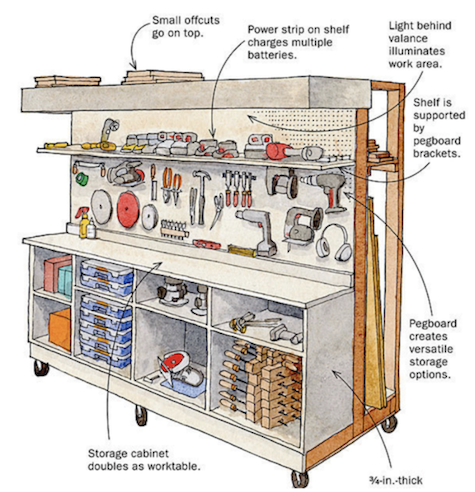 Small offcuts
go on top.
Power strip on shelf
charges multiple
batteries.
Light behind
valance
illuminates
work area.
Shelf is
supported
by
pegboard
brackets.
Pegboard
creates
versatile
storage
options.
Storage cabinet
doubles as worktable.
¾-in.-thick